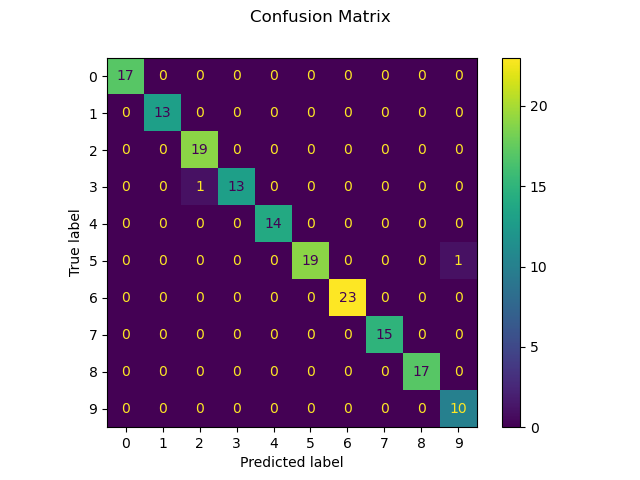 Confusion Matrix
0 17 0 0 0 0 0 0 0 0 0
1 0 13 0 0 0 0 0 0 0 0
2 0 0 19 0 0 0 0 0 0 0
3 0 0 1 13 0 0 0 0 0 0
4 0 0 0 0 14 0 0 0 0 0
5 0 0 0 0 0 19 0 0 0 1
6 0 0 0 0 0 0 23 0 0 0
7 0 0 0 0 0 0 0 15 0 0
8 0 0 0 0 0 0 0 0 17 0
9 0 0 0 0 0 0 0 0 0 10
0 1 2 3 4 5 6 7 8 9
Predicted label
True label
20
15
10
5
0